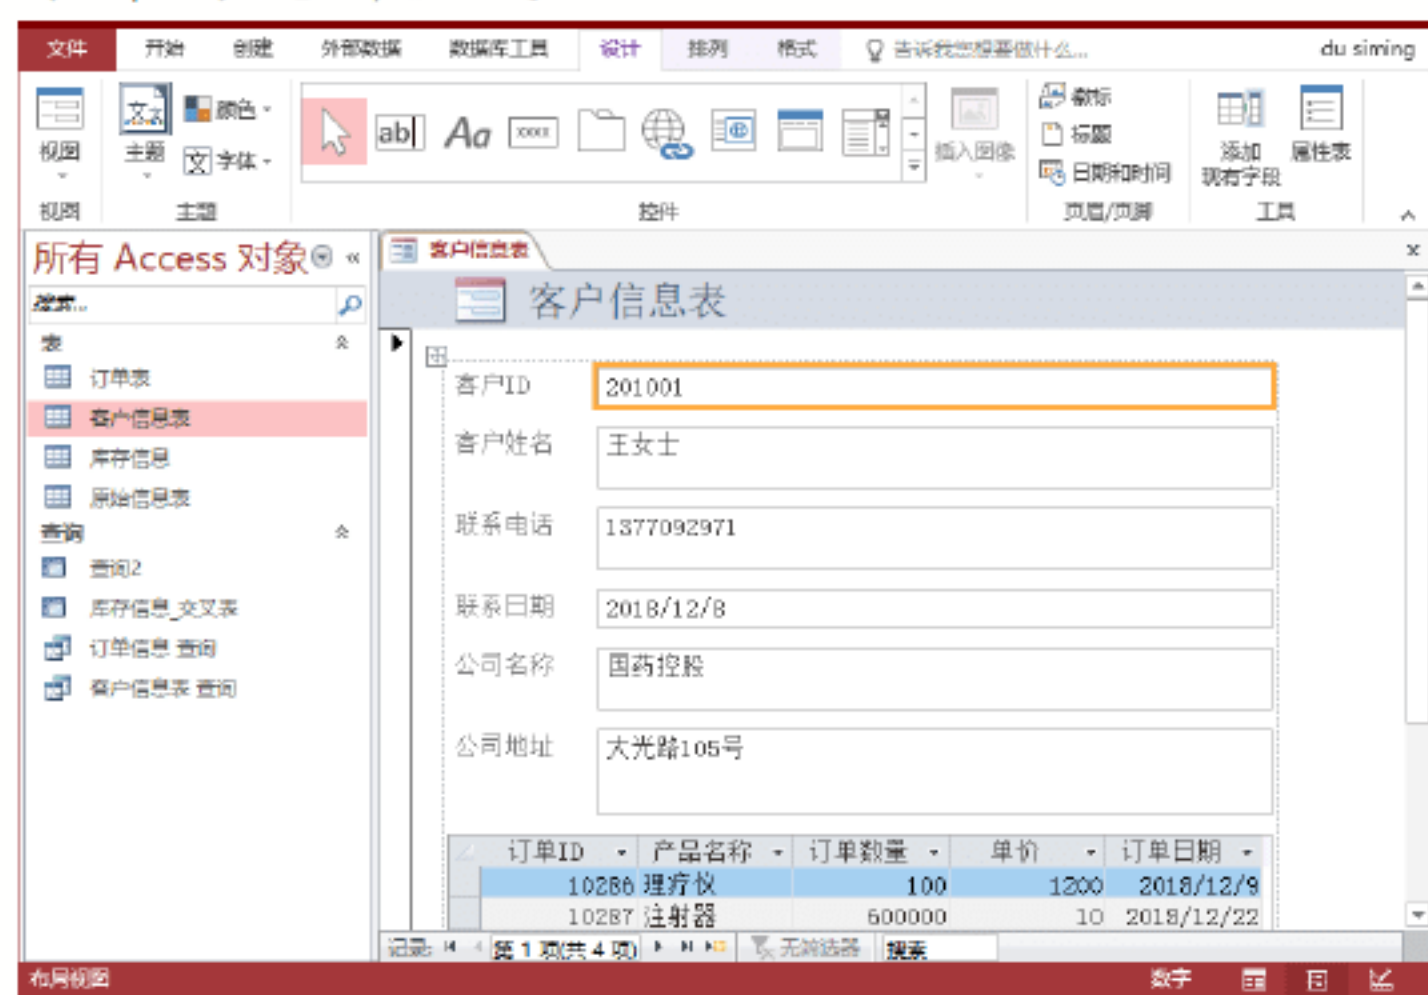 文件 开始 创建 外部数据 数据库工具 设计 排列 格式 告诉我您想要做什么... du siming
颜色
徽标
ab Aa xxxx
标题
视图 主题 字体 插入图像 添加现有字段 属性表
日期和时间
视图 主题 控件 页眉/页脚 工具
所有 Access 对象
搜索...
表
订单表
客户信息表
库存信息
原始信息表
查询
查询2
库存信息_交叉表
订单信息 查询
客户信息表 查询
客户信息表
客户信息表
客户ID 201001
客户姓名 王女士
联系电话 1377092971
联系日期 2018/12/8
公司名称 国药控股
公司地址 大光路105号
订单ID 产品名称 订单数量 单价 订单日期
10286 理疗仪 100 1200 2018/12/9
10287 注射器 600000 10 2018/12/22
记录: 第 1 项(共 4 项) 无筛选器 搜索
布局视图 数字